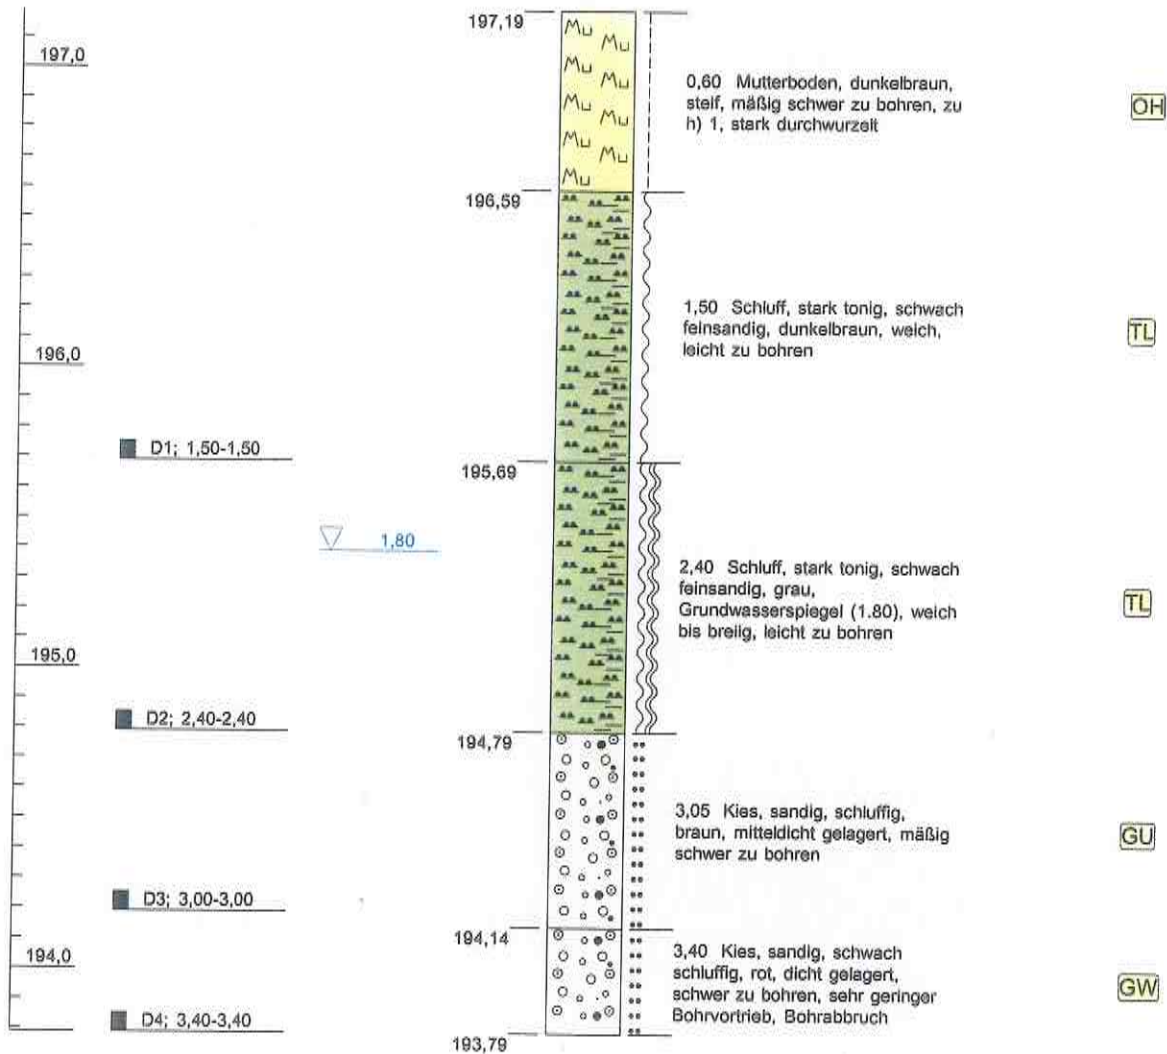 197,19
197,0
0,60 Mutterboden, dunkelbraun,
steif, mäßig schwer zu bohren, zu
h) 1, stark durchwurzelt
OH
196,59
1,50 Schluff, stark tonig, schwach
feinsandig, dunkelbraun, weich,
leicht zu bohren
TL
196,0
D1; 1,50-1,50
195,69
1,80
2,40 Schluff, stark tonig, schwach
feinsandig, grau,
Grundwasserspiegel (1.80), weich
bis breiig, leicht zu bohren
TL
195,0
D2; 2,40-2,40
194,79
3,05 Kies, sandig, schluffig,
braun, mitteldicht gelagert, mäßig
schwer zu bohren
GU
D3; 3,00-3,00
194,14
194,0
3,40 Kies, sandig, schwach
schluffig, rot, dicht gelagert,
schwer zu bohren, sehr geringer
Bohrvortrieb, Bohrabbruch
GW
D4; 3,40-3,40
193,79